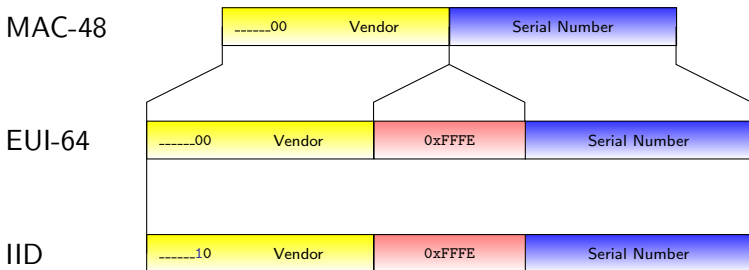 MAC-48 ______00 Vendor Serial Number
EUI-64 ______00 Vendor 0xFFFE Serial Number
IID ______10 Vendor 0xFFFE Serial Number